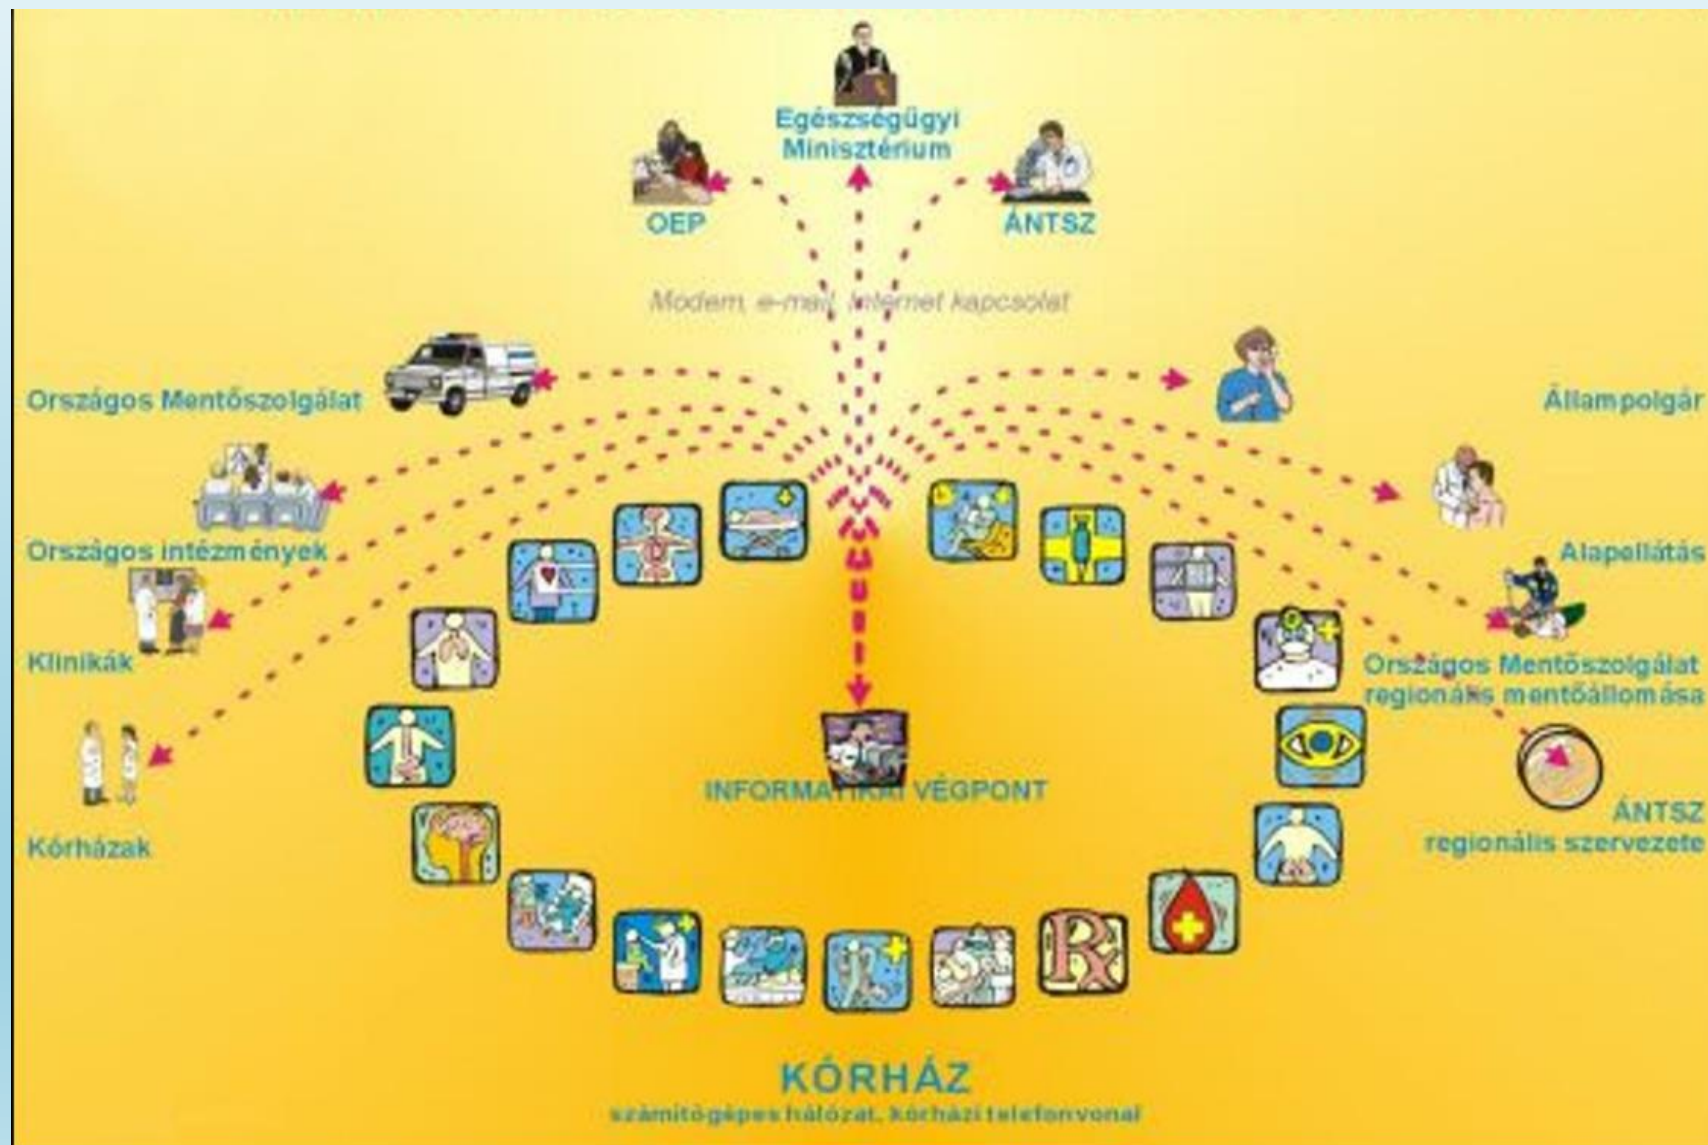 Egészségügyi
Minisztérium
OEP
ÁNTSZ
Modem, e-mail, Internet kapcsolat
Országos Mentőszolgálat
Állampolgár
Országos intézmények
Alapellátás
Klinikák
Országos Mentőszolgálat
regionális mentőállomása
INFORMATIKAI VÉGPONT
ÁNTSZ
regionális szervezete
Kórházak
Rx
KÓRHÁZ
számítógépes hálózat, kórházi telefonvonal